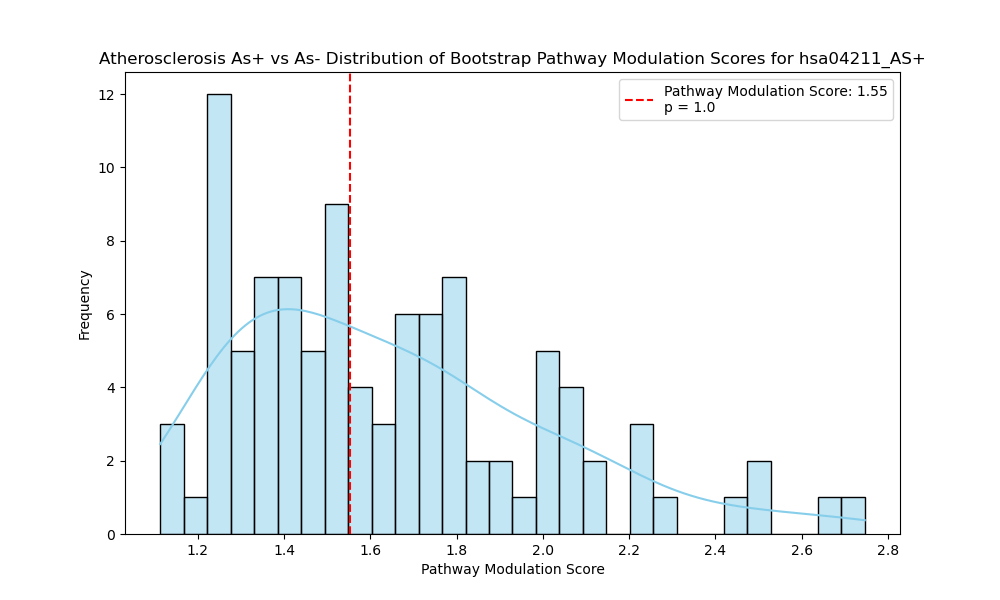 Atherosclerosis As+ vs As- Distribution of Bootstrap Pathway Modulation Scores for hsa04211_AS+
Pathway Modulation Score: 1.55
p = 1.0
Frequency
12
10
8
6
4
2
0
1.2 1.4 1.6 1.8 2.0 2.2 2.4 2.6 2.8
Pathway Modulation Score